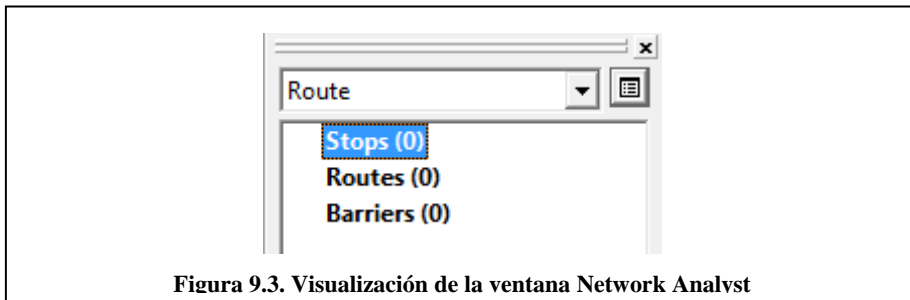 Route
Stops (0)
Routes (0)
Barriers (0)
Figura 9.3. Visualización de la ventana Network Analyst